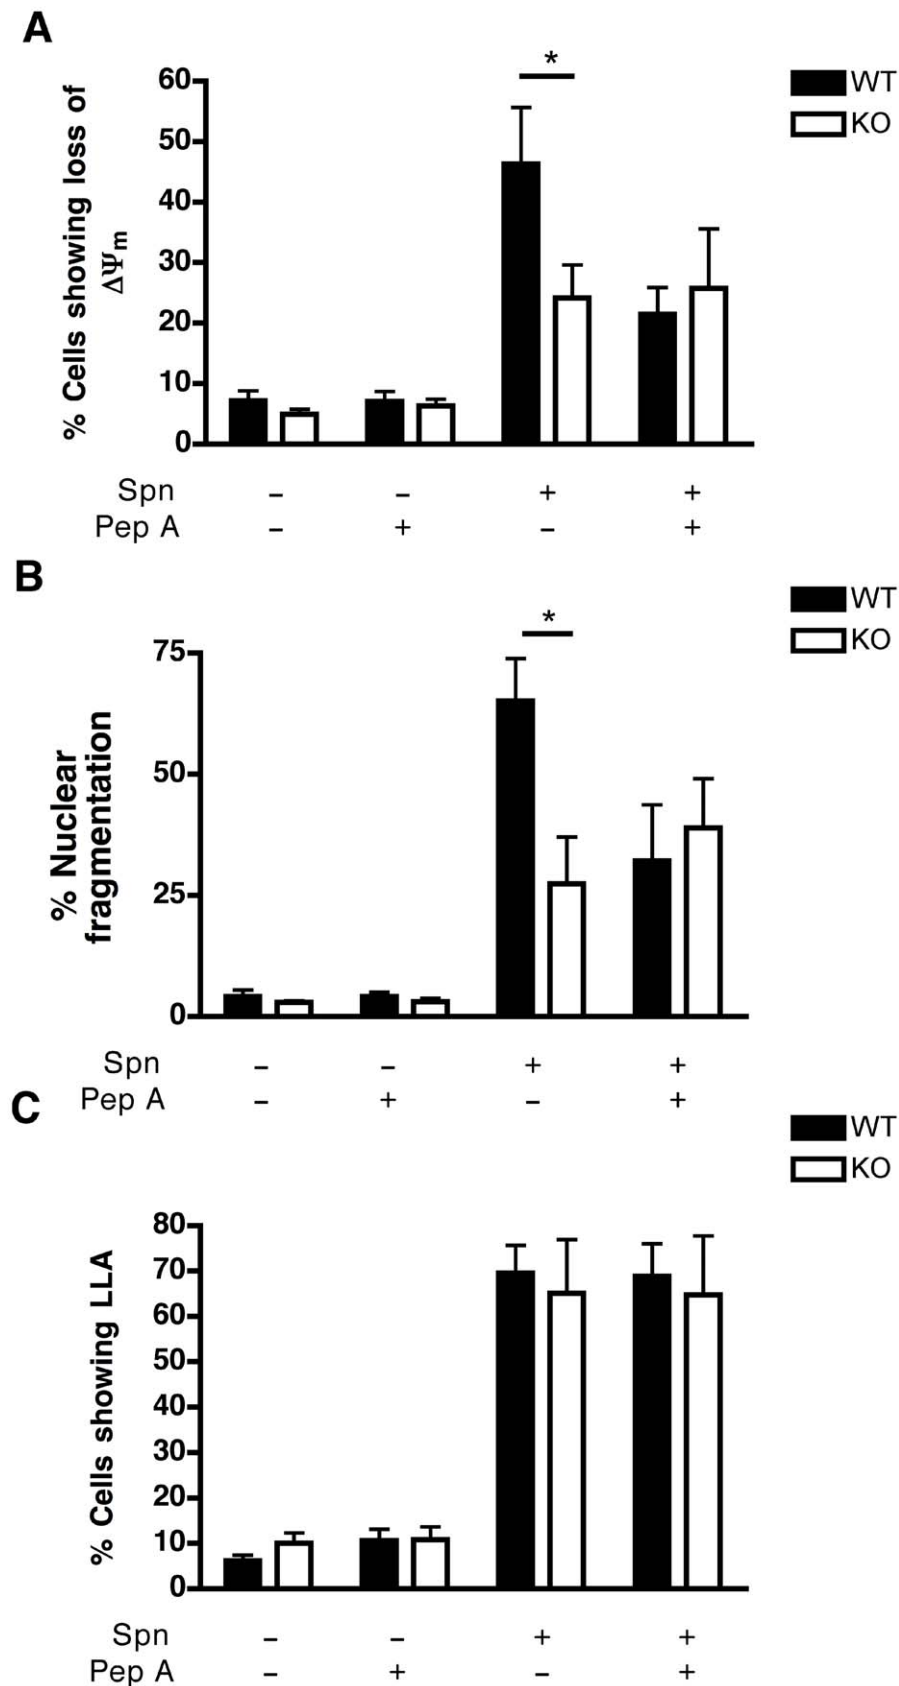 A
*
WT
KO
% Cells showing loss of
ΔΨm
60
50
40
30
20
10
0
Spn – – + +
Pep A – + – +
B
*
WT
KO
% Nuclear
fragmentation
75
50
25
0
Spn – – + +
Pep A – + – +
C
WT
KO
% Cells showing LLA
80
70
60
50
40
30
20
10
0
Spn – – + +
Pep A – + – +